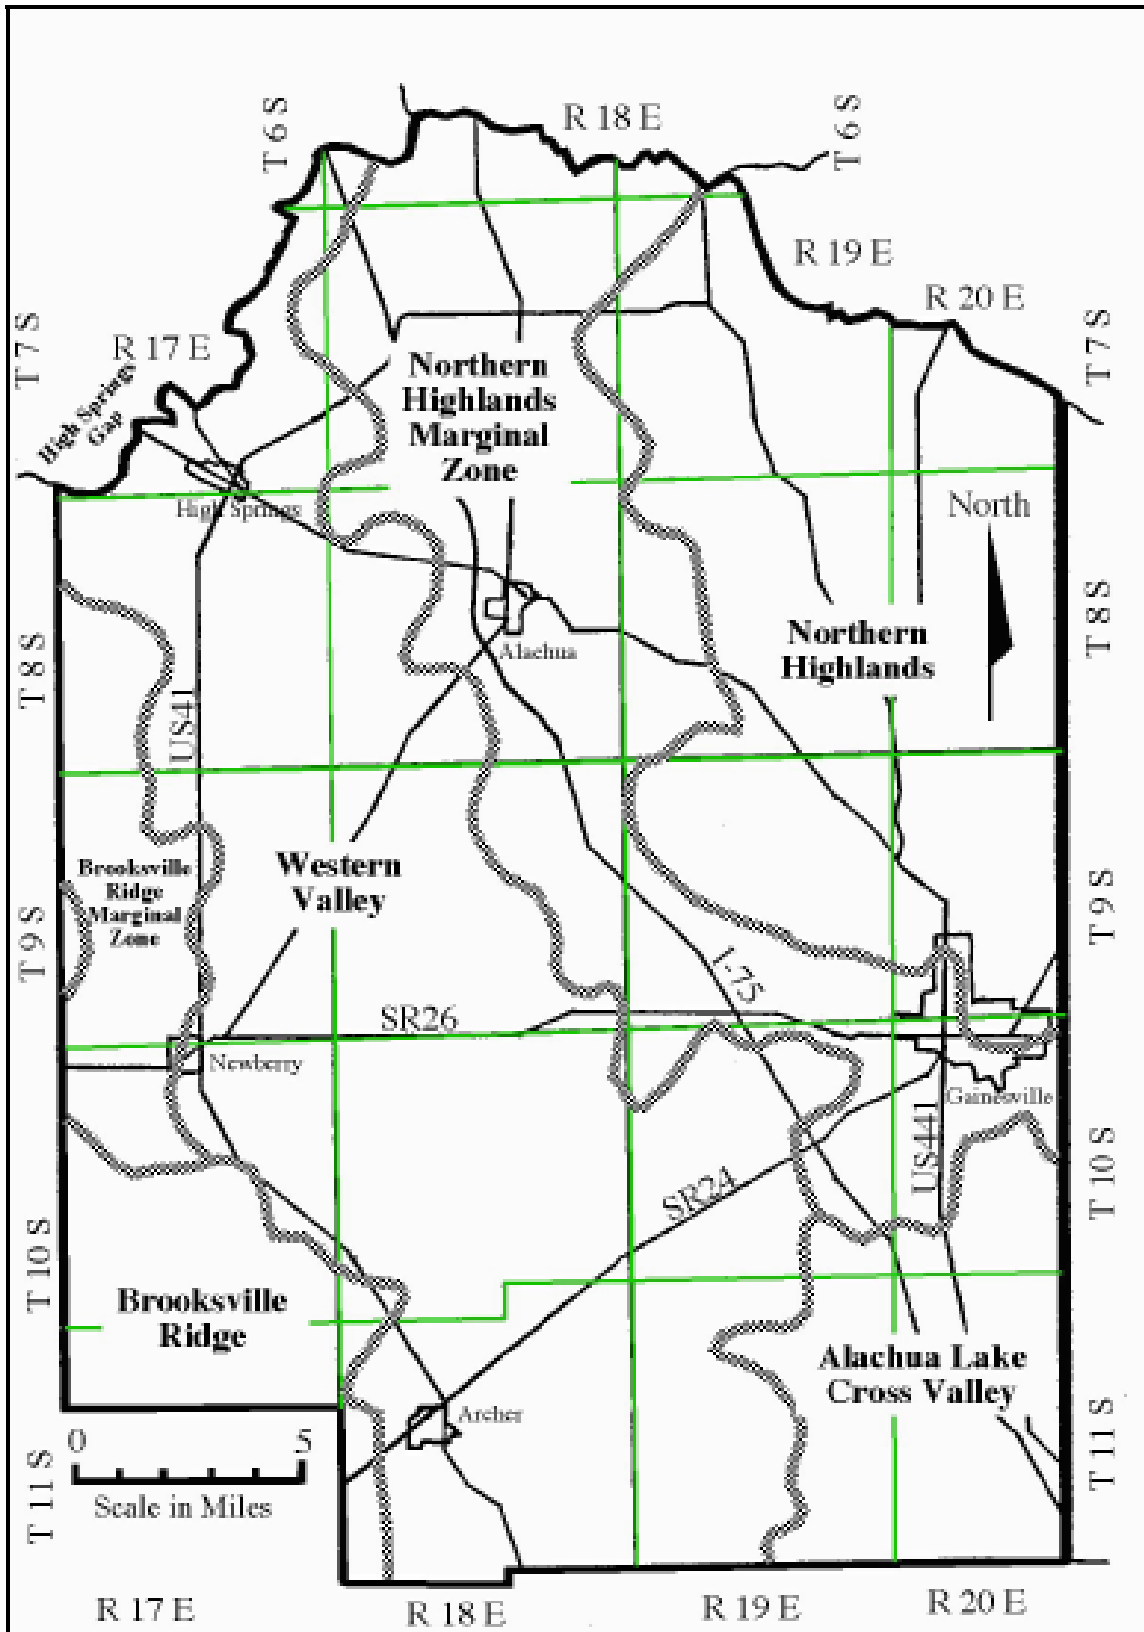 T 6 S
R 18 E
T 6 S
R 19 E
R 20 E
T 7 S
R 17 E
T 7 S
High Springs
Gap
Northern
Highlands
Marginal
Zone
High Springs
North
T 8 S
Northern
Highlands
Alachua
T 8 S
US41
Brooksville
Ridge
Marginal
Zone
Western
Valley
T 9 S
T 9 S
I-75
SR26
Newberry
Gainesville
US441
T 10 S
SR24
T 10 S
Brooksville
Ridge
Alachua Lake
Cross Valley
Archer
0 5
Scale in Miles
T 11 S
T 11 S
R 17 E
R 18 E
R 19 E
R 20 E